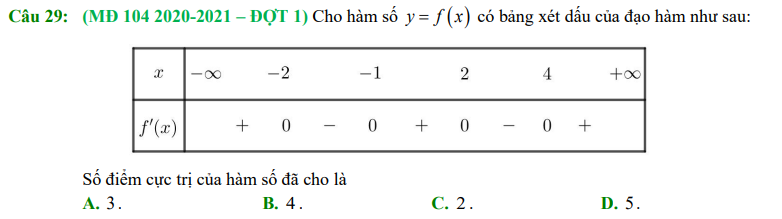 Câu 29: (MĐ 104 2020-2021 – ĐỢT 1) Cho hàm số y = f(x) có bảng xét dấu của đạo hàm như sau:
x −∞ −2 −1 2 4 +∞
f′(x) + 0 − 0 + 0 − 0 +
Số điểm cực trị của hàm số đã cho là
A. 3. B. 4. C. 2. D. 5.